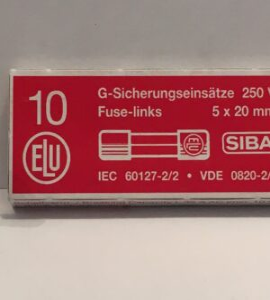 10
G-Sicherungseinsätze 250 V
Fuse-links 5 x 20 mm
ELU
SIBA
IEC 60127-2/2 • VDE 0820-2/